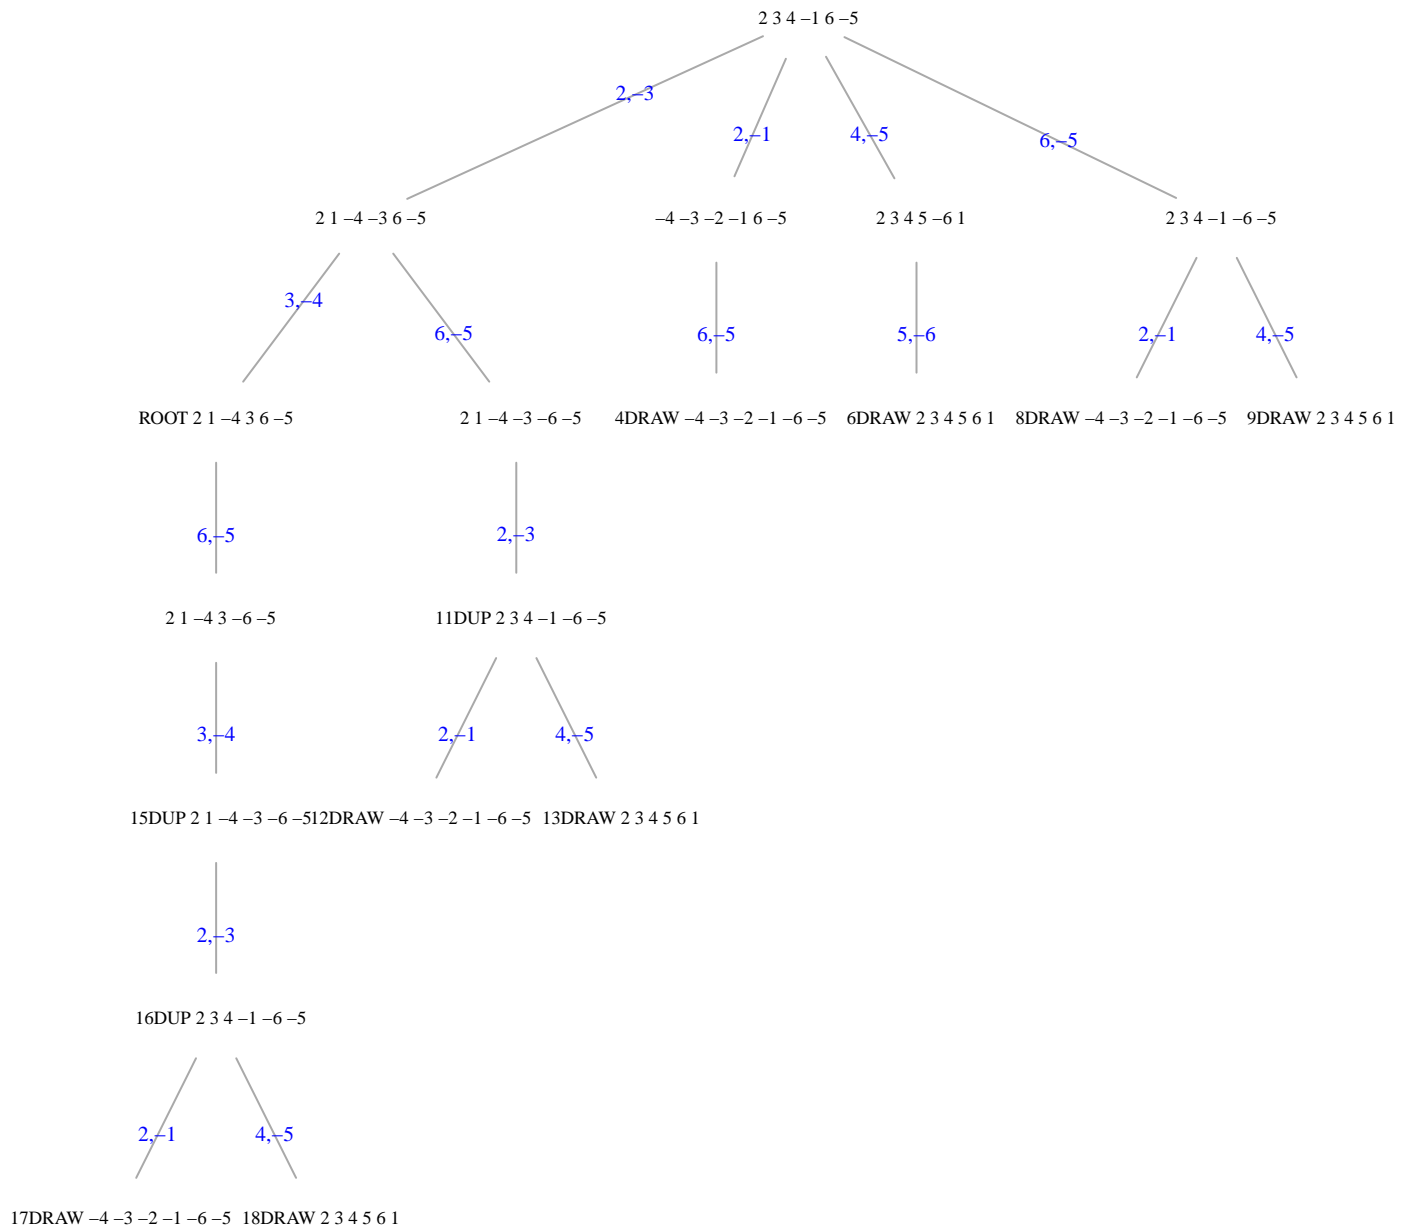 2 3 4 –1 6 –5
2,–3
2,–1
4,–5
6,–5
2 1 –4 –3 6 –5
–4 –3 –2 –1 6 –5
2 3 4 5 –6 1
2 3 4 –1 –6 –5
3,–4
6,–5
6,–5
5,–6
2,–1
4,–5
ROOT 2 1 –4 3 6 –5
2 1 –4 –3 –6 –5
4DRAW –4 –3 –2 –1 –6 –5
6DRAW 2 3 4 5 6 1
8DRAW –4 –3 –2 –1 –6 –5
9DRAW 2 3 4 5 6 1
6,–5
2,–3
2 1 –4 3 –6 –5
11DUP 2 3 4 –1 –6 –5
3,–4
2,–1
4,–5
15DUP 2 1 –4 –3 –6 –5
12DRAW –4 –3 –2 –1 –6 –5
13DRAW 2 3 4 5 6 1
2,–3
16DUP 2 3 4 –1 –6 –5
2,–1
4,–5
17DRAW –4 –3 –2 –1 –6 –5
18DRAW 2 3 4 5 6 1